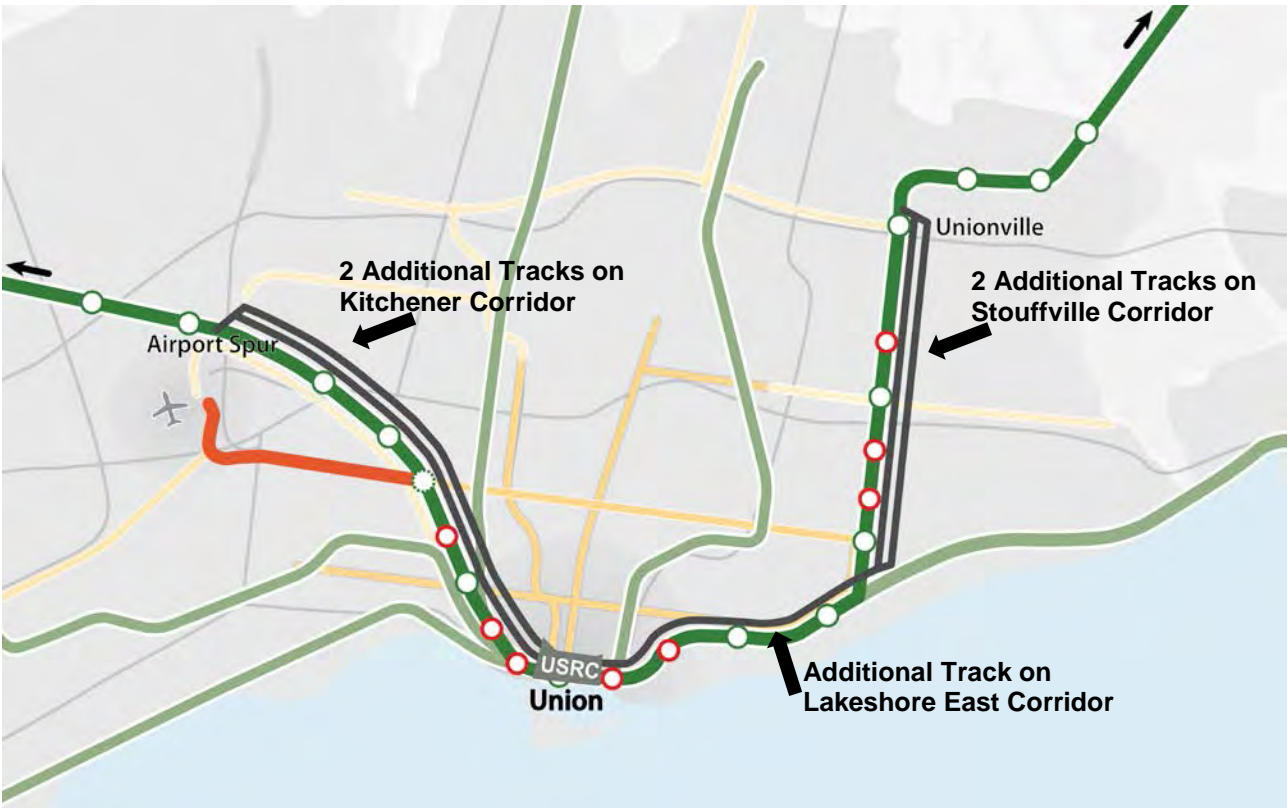 Unionville
2 Additional Tracks on
Kitchener Corridor
2 Additional Tracks on
Stouffville Corridor
Airport Spur
USRC
Union
Additional Track on
Lakeshore East Corridor